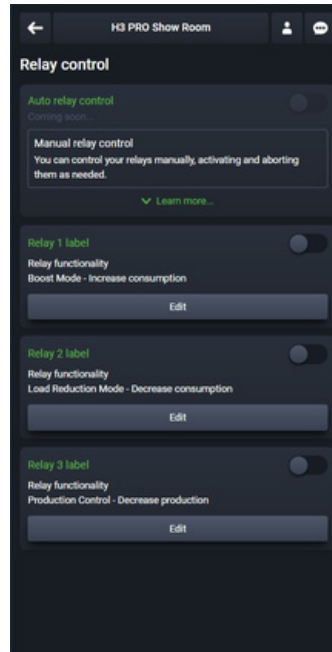 H3 PRO Show Room
Relay control
Auto relay control
Coming soon...
Manual relay control
You can control your relays manually, activating and aborting
them as needed.
Learn more...
Relay 1 label
Relay functionality
Boost Mode - Increase consumption
Edit
Relay 2 label
Relay functionality
Load Reduction Mode - Decrease consumption
Edit
Relay 3 label
Relay functionality
Production Control - Decrease production
Edit